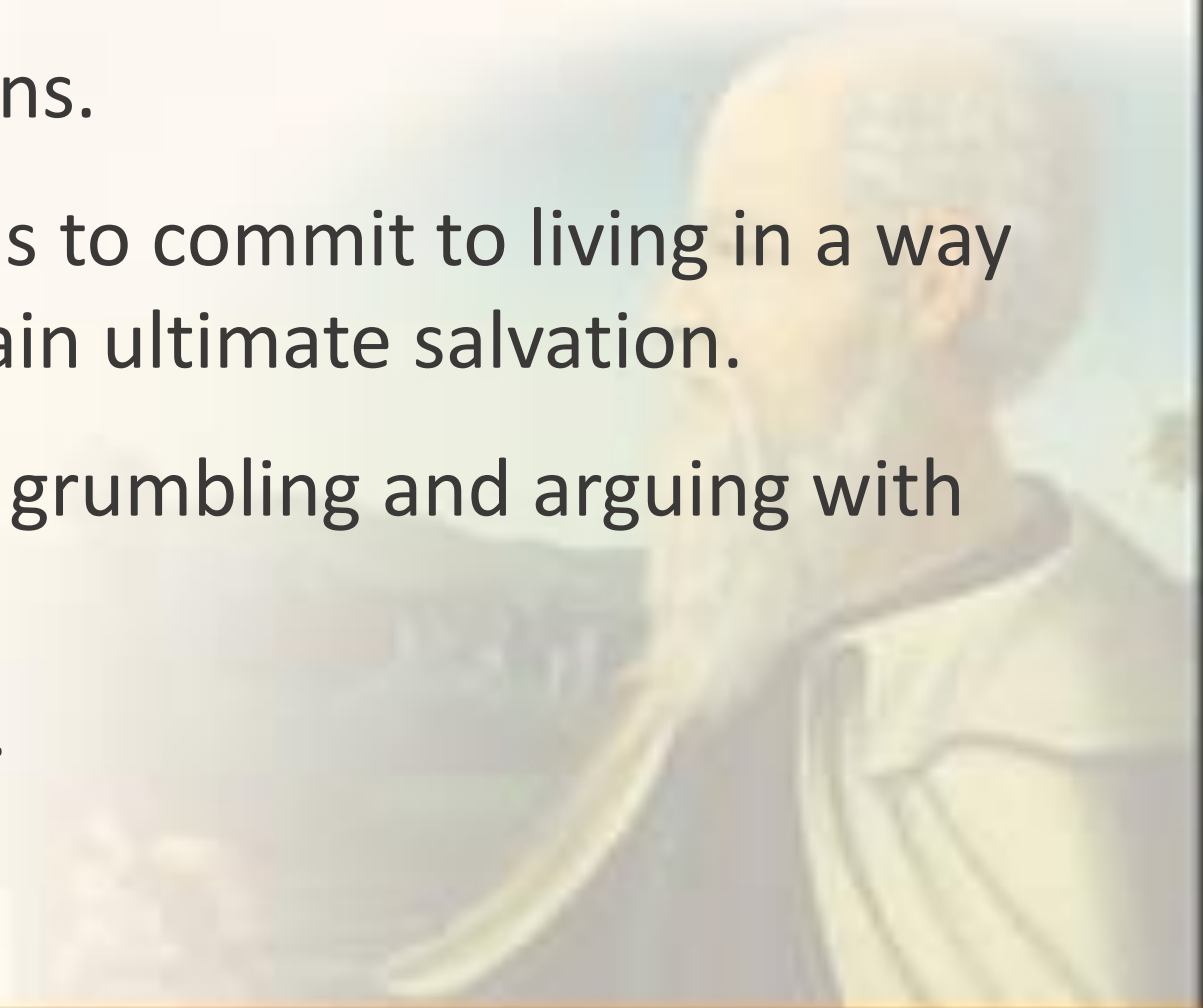 ns.
s to commit to living in a way
ain ultimate salvation.
grumbling and arguing with
.